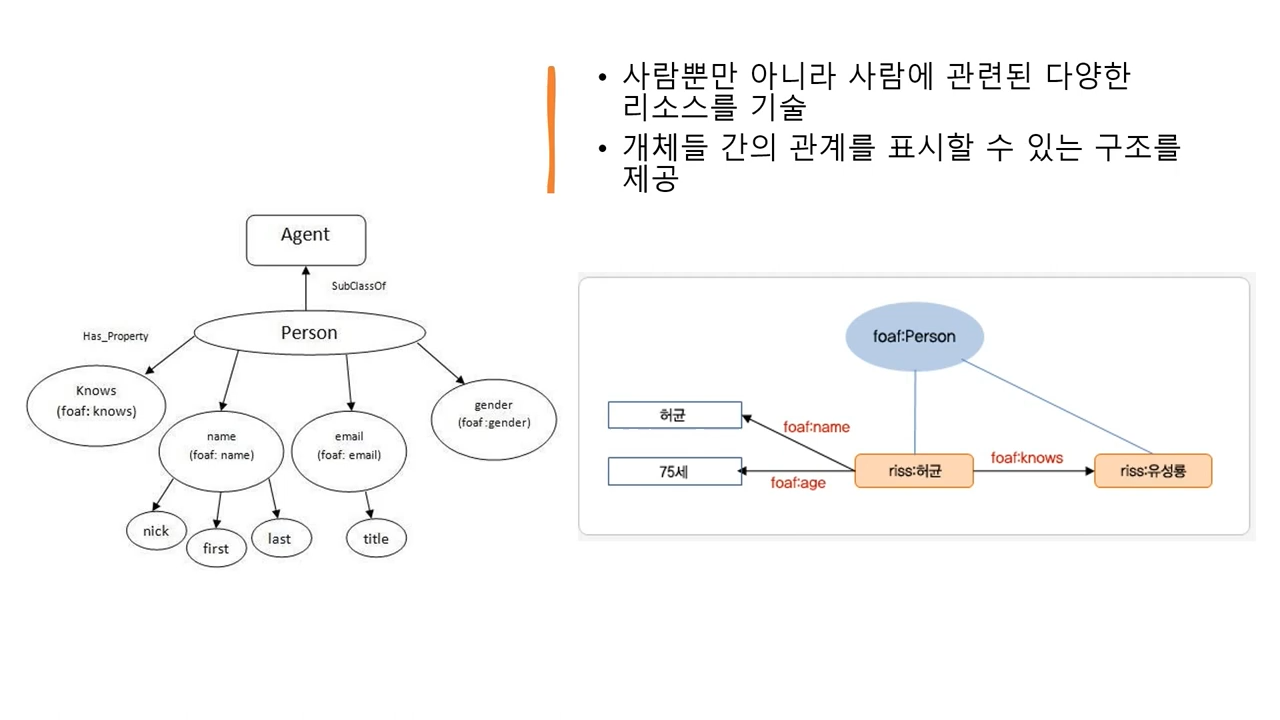 • 사람뿐만 아니라 사람에 관련된 다양한
리소스를 기술
• 개체들 간의 관계를 표시할 수 있는 구조를
제공
Agent
SubClassOf
Person
Has_Property
Knows
(foaf: knows)
name
(foaf: name)
email
(foaf: email)
gender
(foaf:gender)
nick
first
last
title
foaf:Person
허균
foaf:name
75세
foaf:age
riss:허균
foaf:knows
riss:유성룡